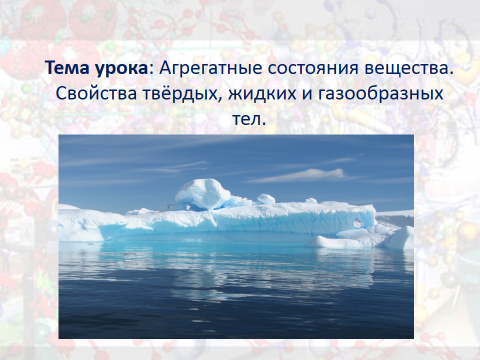 Тема урока: Агрегатные состояния вещества.
Свойства твёрдых, жидких и газообразных
тел.